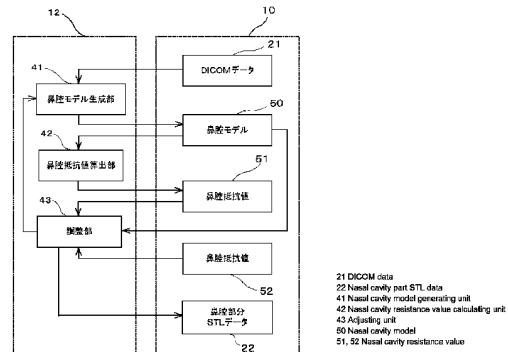 12
10
21
DICOMデータ
41
鼻腔モデル生成部
50
鼻腔モデル
42
鼻腔抵抗値算出部
51
鼻腔抵抗値
43
調整部
鼻腔抵抗値
52
鼻腔部分
STLデータ
22
21 DICOM data
22 Nasal cavity part STL data
41 Nasal cavity model generating unit
42 Nasal cavity resistance value calculating unit
43 Adjusting unit
50 Nasal cavity model
51, 52 Nasal cavity resistance value